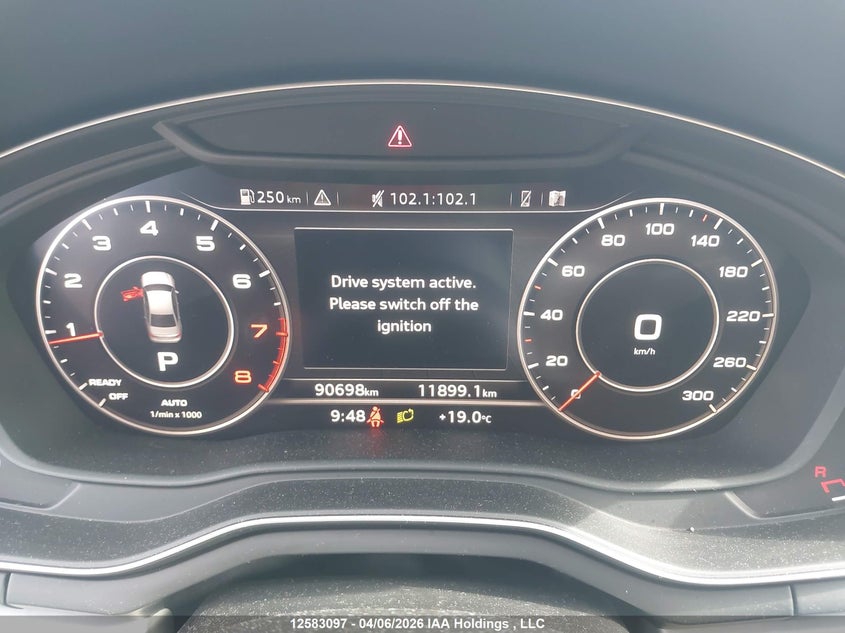 250 km
102.1:102.1
1
2
3
4
5
6
7
8
P
READY
OFF
AUTO
1/min x 1000
Drive system active.
Please switch off the
ignition
90698km 11899.1km
9:48 +19.0°C
0
20
40
60
80
100
140
180
220
260
300
0
km/h
R
12583097 - 04/06/2026 IAA Holdings , LLC